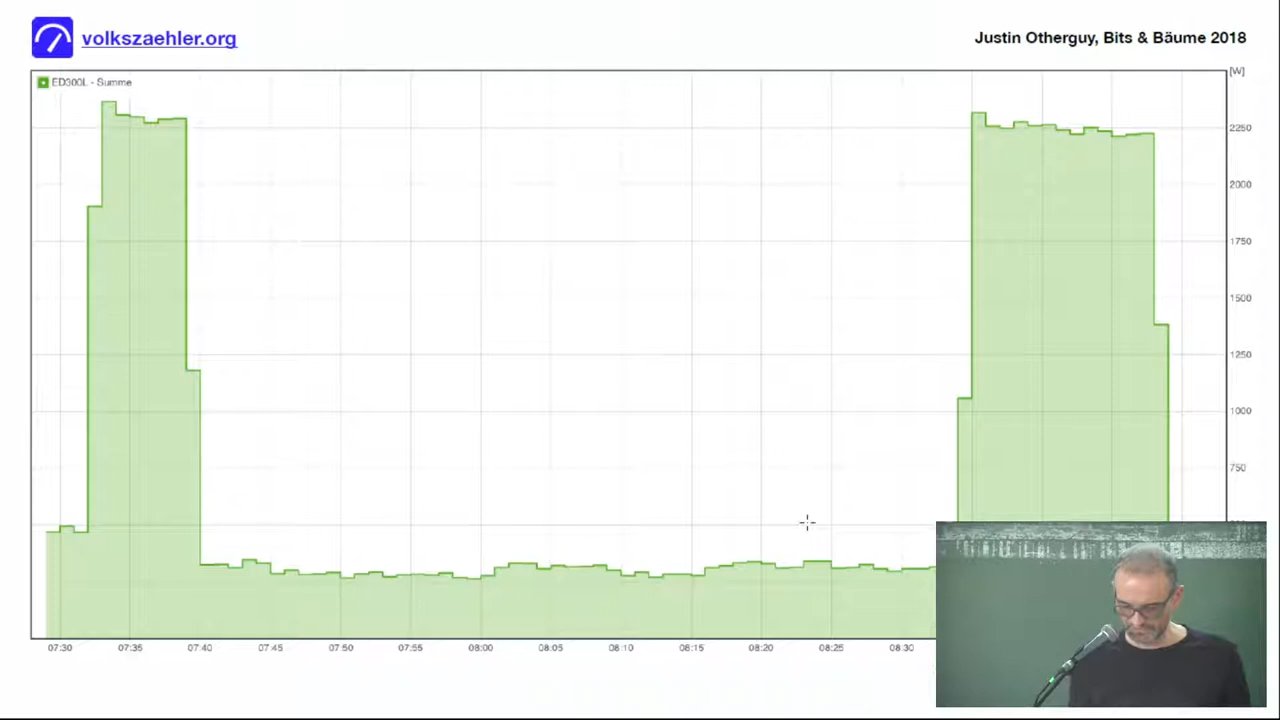 volkszaehler.org
Justin Otherguy, Bits & Bäume 2018
ED300L - Summe
[W]
2250
2000
1750
1500
1250
1000
750
07:30 07:35 07:40 07:45 07:50 07:55 08:00 08:05 08:10 08:15 08:20 08:25 08:30